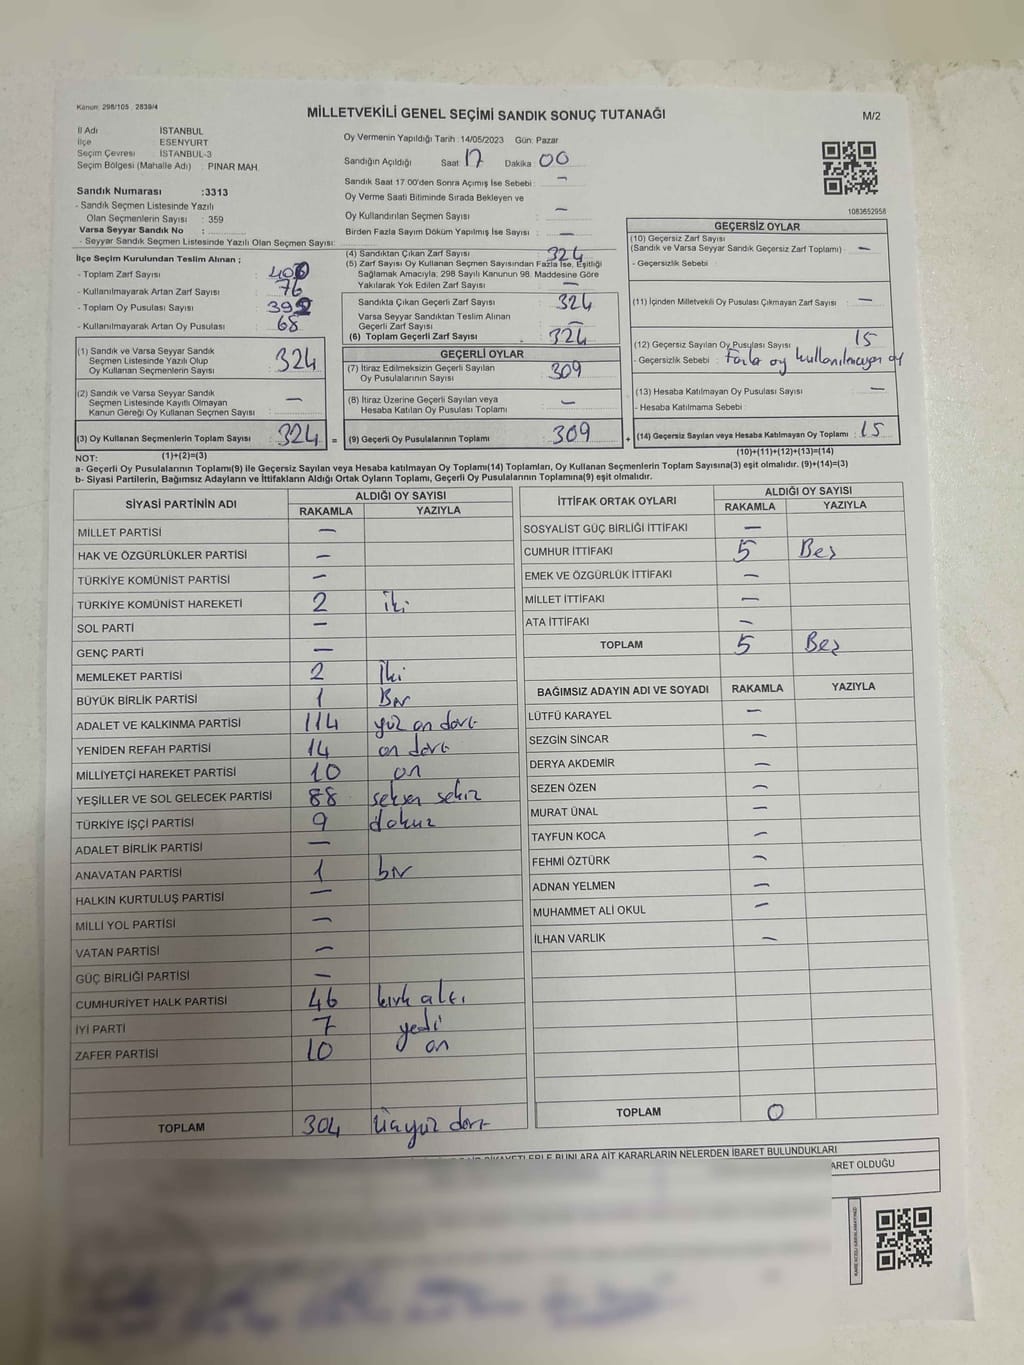 Kanun: 298/105 , 2839/4
MİLLETVEKİLİ GENEL SEÇİMİ SANDIK SONUÇ TUTANAĞI
M/2
İl Adı İSTANBUL
İlçe ESENYURT
Seçim Çevresi İSTANBUL-3
Seçim Bölgesi (Mahalle Adı) : PINAR MAH.
Sandık Numarası :3313
- Sandık Seçmen Listesinde Yazılı
Olan Seçmenlerin Sayısı : 359
Varsa Seyyar Sandık No :
- Seyyar Sandık Seçmen Listesinde Yazılı Olan Seçmen Sayısı:
İlçe Seçim Kurulundan Teslim Alınan ;
- Toplam Zarf Sayısı : 400
- Kullanılmayarak Artan Zarf Sayısı : 76
- Toplam Oy Pusulası Sayısı : 392
- Kullanılmayarak Artan Oy Pusulası : 68
Oy Vermenin Yapıldığı Tarih :14/05/2023 Gün: Pazar
Sandığın Açıldığı Saat 17 Dakika : 00
Sandık Saat 17 00'den Sonra Açımış İse Sebebi : —
Oy Verme Saati Bitiminde Sırada Bekleyen ve
Oy Kullandırılan Seçmen Sayısı : —
Birden Fazla Sayım Döküm Yapılmış İse Sayısı : —
(4) Sandıktan Çıkan Zarf Sayısı : 324
(5) Zarf Sayısı Oy Kullanan Seçmen Sayısından Fazla İse, Eşitliği
Sağlamak Amacıyla; 298 Sayılı Kanunun 98. Maddesine Göre
Yakılarak Yok Edilen Zarf Sayısı : —
Sandıkta Çıkan Geçerli Zarf Sayısı : 324
Varsa Seyyar Sandıktan Teslim Alınan
Geçerli Zarf Sayısı : —
(6) Toplam Geçerli Zarf Sayısı : 324
1083652958
GEÇERSİZ OYLAR
(10) Geçersiz Zarf Sayısı
(Sandık ve Varsa Seyyar Sandık Geçersiz Zarf Toplamı) : —
- Geçersizlik Sebebi :
(11) İçinden Milletvekili Oy Pusulası Çıkmayan Zarf Sayısı : —
(12) Geçersiz Sayılan Oy Pusulası Sayısı : 15
- Geçersizlik Sebebi : Fazla oy kullanılmayan oy
(13) Hesaba Katılmayan Oy Pusulası Sayısı : —
- Hesaba Katılmama Sebebi :
(14) Geçersiz Sayılan veya Hesaba Katılmayan Oy Toplamı : 15
(10)+(11)+(12)+(13)=(14)
(1) Sandık ve Varsa Seyyar Sandık
Seçmen Listesinde Yazılı Olup
Oy Kullanan Seçmenlerin Sayısı : 324
(2) Sandık ve Varsa Seyyar Sandık
Seçmen Listesinde Kayıtlı Olmayan
Kanun Gereği Oy Kullanan Seçmen Sayısı : —
(3) Oy Kullanan Seçmenlerin Toplam Sayısı : 324 =
(1)+(2)=(3)
GEÇERLİ OYLAR
(7) İtiraz Edilmeksizin Geçerli Sayılan
Oy Pusulalarının Sayısı : 309
(8) İtiraz Üzerine Geçerli Sayılan veya
Hesaba Katılan Oy Pusulası Toplamı : —
(9) Geçerli Oy Pusulalarının Toplamı : 309 +
NOT:
a- Geçerli Oy Pusulalarının Toplamı(9) ile Geçersiz Sayılan veya Hesaba katılmayan Oy Toplamı(14) Toplamları, Oy Kullanan Seçmenlerin Toplam Sayısına(3) eşit olmalıdır. (9)+(14)=(3)
b- Siyasi Partilerin, Bağımsız Adayların ve İttifakların Aldığı Ortak Oyların Toplamı, Geçerli Oy Pusulalarının Toplamına(9) eşit olmalıdır.
SİYASİ PARTİNİN ADI ALDIĞI OY SAYISI
RAKAMLA YAZIYLA
MİLLET PARTİSİ —
HAK VE ÖZGÜRLÜKLER PARTİSİ —
TÜRKİYE KOMÜNİST PARTİSİ —
TÜRKİYE KOMÜNİST HAREKETİ 2 iki
SOL PARTİ —
GENÇ PARTİ —
MEMLEKET PARTİSİ 2 İki
BÜYÜK BİRLİK PARTİSİ 1 Bir
ADALET VE KALKINMA PARTİSİ 114 yüz on dört
YENİDEN REFAH PARTİSİ 14 on dört
MİLLİYETÇİ HAREKET PARTİSİ 10 on
YEŞİLLER VE SOL GELECEK PARTİSİ 88 seksen sekiz
TÜRKİYE İŞÇİ PARTİSİ 9 dokuz
ADALET BİRLİK PARTİSİ —
ANAVATAN PARTİSİ 1 bir
HALKIN KURTULUŞ PARTİSİ —
MİLLİ YOL PARTİSİ —
VATAN PARTİSİ —
GÜÇ BİRLİĞİ PARTİSİ —
CUMHURİYET HALK PARTİSİ 46 kırk altı
İYİ PARTİ 7 yedi
ZAFER PARTİSİ 10 on
TOPLAM 304 Üçyüz dört
İTTİFAK ORTAK OYLARI ALDIĞI OY SAYISI
RAKAMLA YAZIYLA
SOSYALİST GÜÇ BİRLİĞİ İTTİFAKI —
CUMHUR İTTİFAKI 5 Beş
EMEK VE ÖZGÜRLÜK İTTİFAKI —
MİLLET İTTİFAKI —
ATA İTTİFAKI —
TOPLAM 5 Beş
BAĞIMSIZ ADAYIN ADI VE SOYADI RAKAMLA YAZIYLA
LÜTFÜ KARAYEL —
SEZGİN SİNCAR —
DERYA AKDEMİR —
SEZEN ÖZEN —
MURAT ÜNAL —
TAYFUN KOCA —
FEHMİ ÖZTÜRK —
ADNAN YELMEN —
MUHAMMET ALİ OKUL —
İLHAN VARLIK —
TOPLAM 0
BUNLARA AİT KARARLARIN NELERDEN İBARET BULUNDUKLARI
ARET OLDUĞU